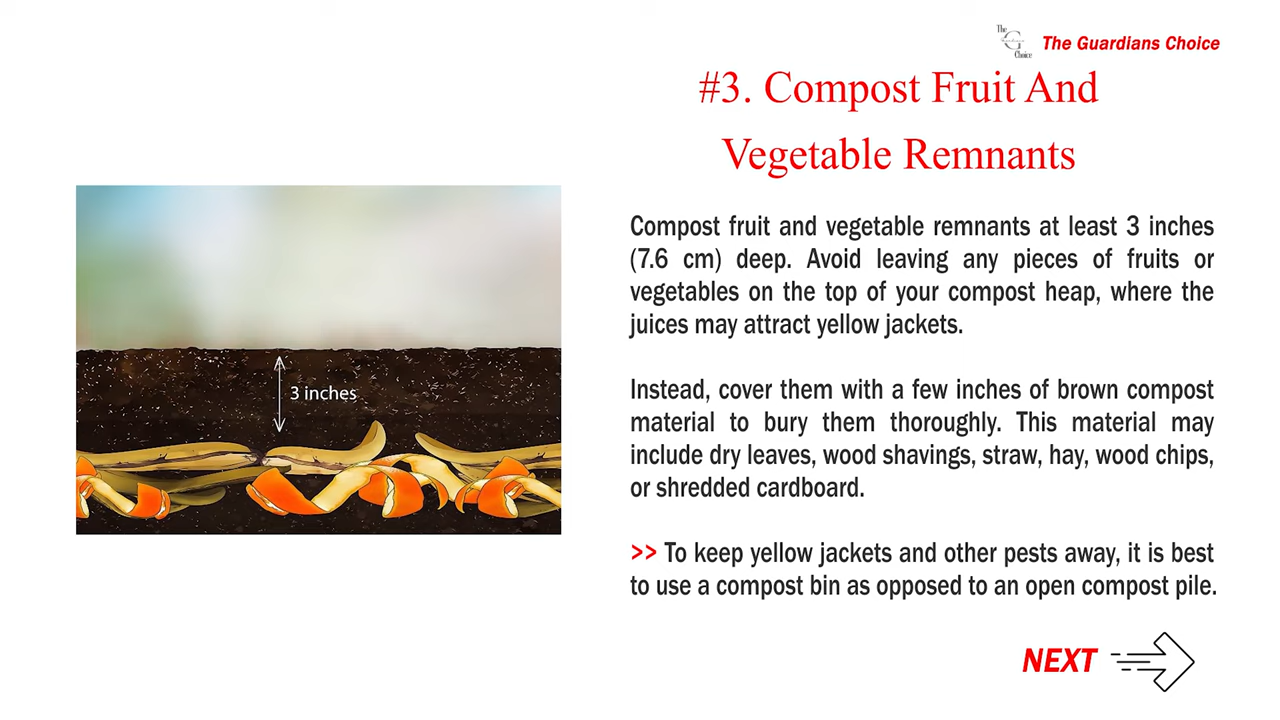 The
G
Choice
The Guardians Choice
#3. Compost Fruit And
Vegetable Remnants
Compost fruit and vegetable remnants at least 3 inches
(7.6 cm) deep. Avoid leaving any pieces of fruits or
vegetables on the top of your compost heap, where the
juices may attract yellow jackets.
3 inches
Instead, cover them with a few inches of brown compost
material to bury them thoroughly. This material may
include dry leaves, wood shavings, straw, hay, wood chips,
or shredded cardboard.
>> To keep yellow jackets and other pests away, it is best
to use a compost bin as opposed to an open compost pile.
NEXT